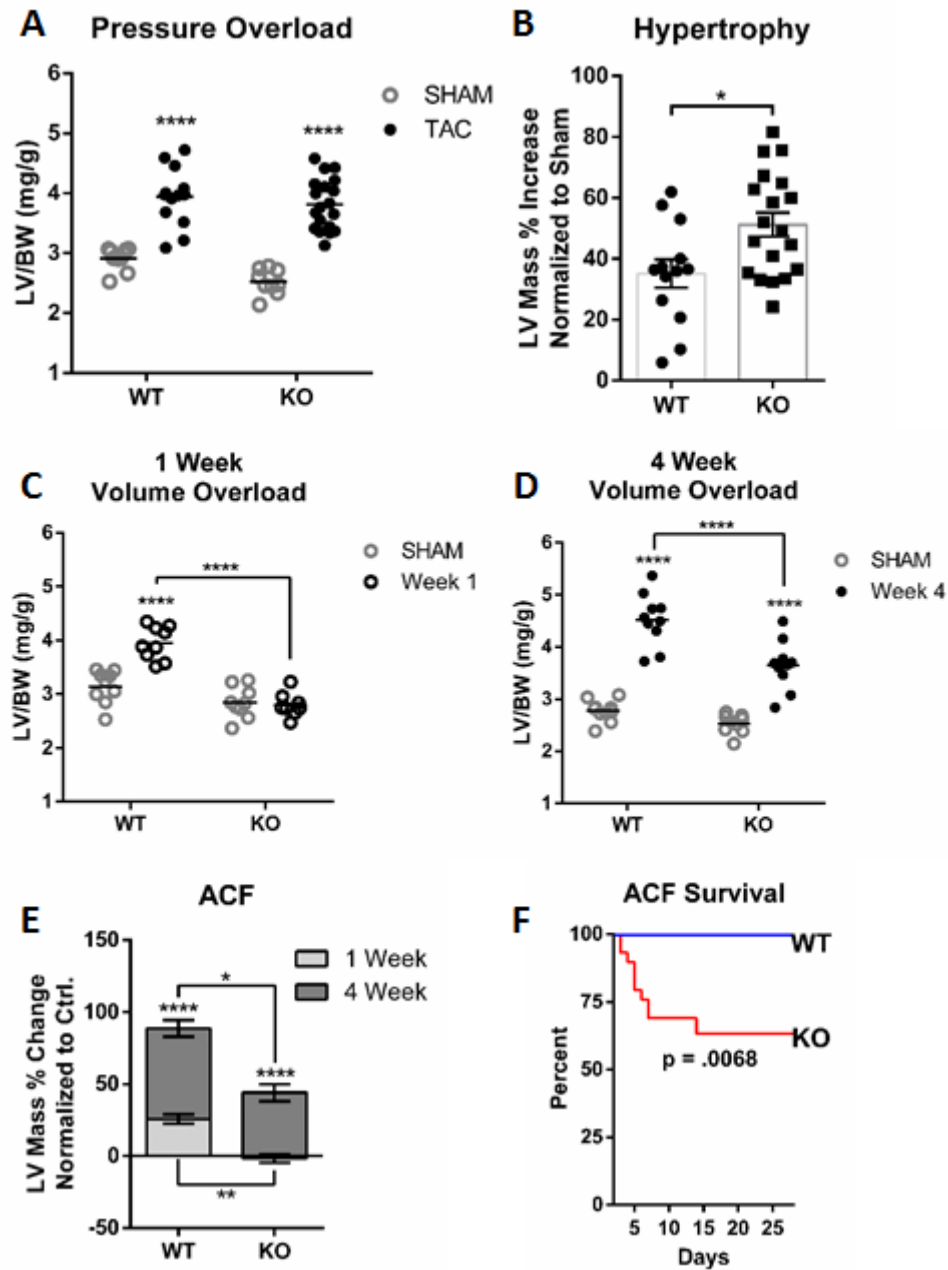 A Pressure Overload
6
5
4
3
2
1
LV/BW (mg/g)
**** ****
SHAM
TAC
WT KO
B Hypertrophy
100
80
60
40
20
0
LV Mass % Increase
Normalized to Sham
*
WT KO
C 1 Week
Volume Overload
6
5
4
3
2
1
LV/BW (mg/g)
****
****
SHAM
Week 1
WT KO
D 4 Week
Volume Overload
6
5
4
3
2
1
LV/BW (mg/g)
****
****
****
SHAM
Week 4
WT KO
E ACF
150
100
50
0
-50
LV Mass % Change
Normalized to Ctrl.
*
****
****
**
1 Week
4 Week
WT KO
F ACF Survival
100
75
50
25
0
Percent
WT
KO
p = .0068
5 10 15 20 25
Days